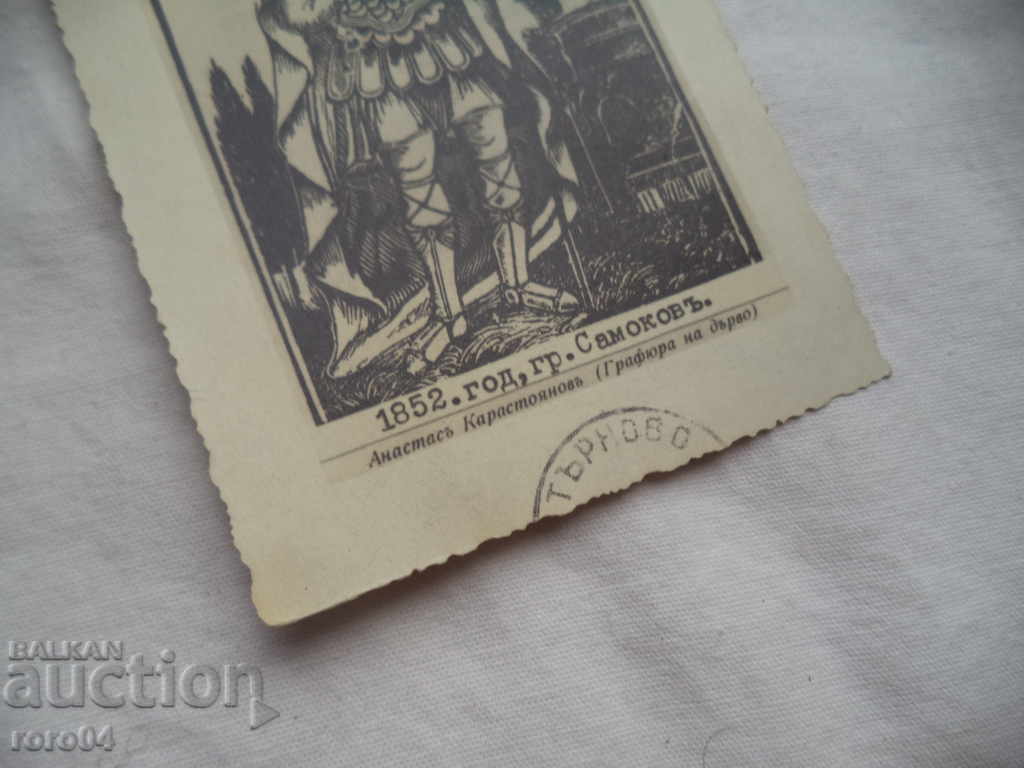 1852. год, гр. Самоковъ.
Анастасъ Карастояновъ (Графюра на дърво)
ТЪРНОВО
BALKAN
auction
roro04